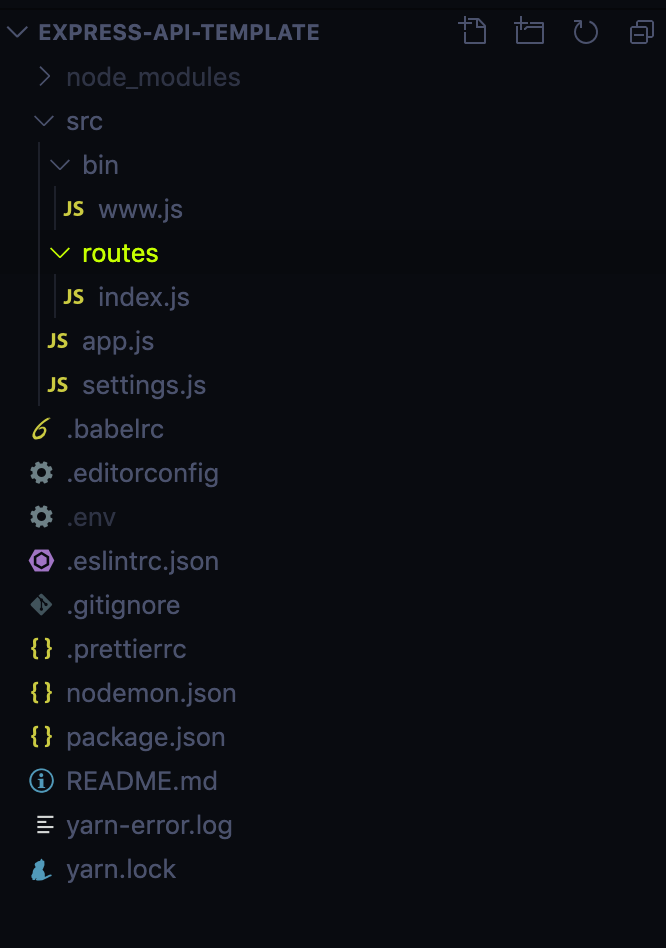 EXPRESS-API-TEMPLATE
node_modules
src
bin
JS www.js
routes
JS index.js
JS app.js
JS settings.js
.babelrc
.editorconfig
.env
.eslintrc.json
.gitignore
{} .prettierrc
{} nodemon.json
{} package.json
README.md
yarn-error.log
yarn.lock